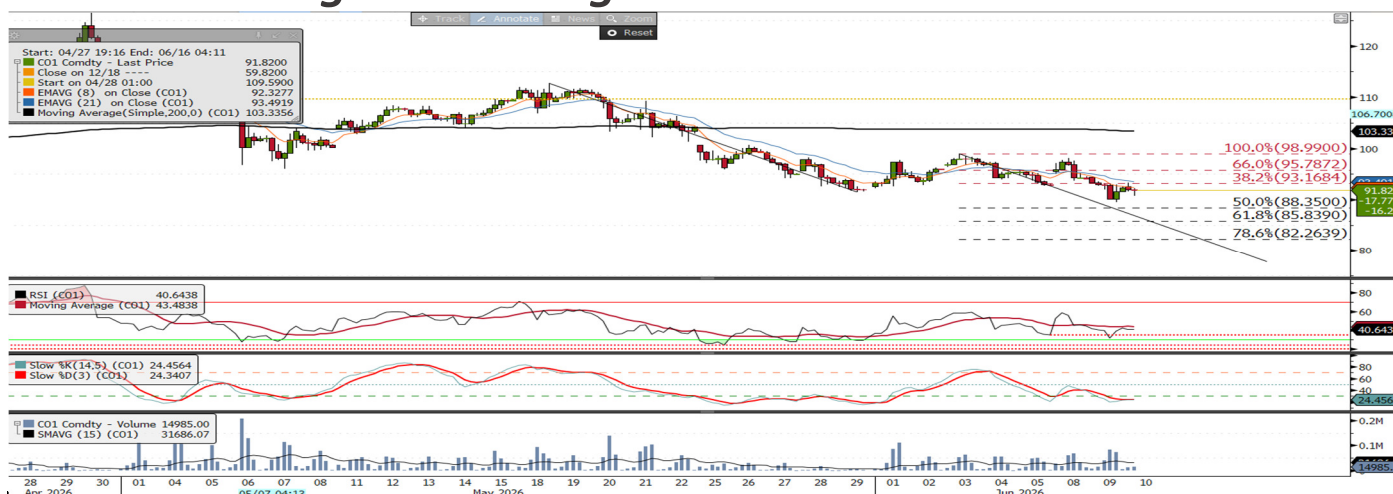 Track Annotate News Zoom
Reset
Start: 04/27 19:16 End: 06/16 04:11
CO1 Comdty - Last Price 91.8200
Close on 12/18 ---- 59.8200
Start on 04/28 01:00 109.5900
EMAVG (8) on Close (CO1) 92.3277
EMAVG (21) on Close (CO1) 93.4919
Moving Average(Simple,200,0) (CO1) 103.3356
120
110
106.700
103.33
100
100.0%(98.9900)
66.0%(95.7872)
38.2%(93.1684)
91.82
-17.77
-16.2
50.0%(88.3500)
61.8%(85.8390)
78.6%(82.2639)
80
RSI (CO1) 40.6438
Moving Average (CO1) 43.4838
80
60
40.643
Slow %K(14,5) (CO1) 24.4564
Slow %D(3) (CO1) 24.3407
80
60
40
24.456
CO1 Comdty - Volume 14985.00
SMAVG (15) (CO1) 31686.07
0.2M
0.1M
14985.
28 29 30 01 04 05 06 07 08 11 12 13 14 15 18 19 20 21 22 25 26 27 28 29 01 02 03 04 05 08 09 10
Apr 2026 05/07 04:13 May 2026 Jun 2026